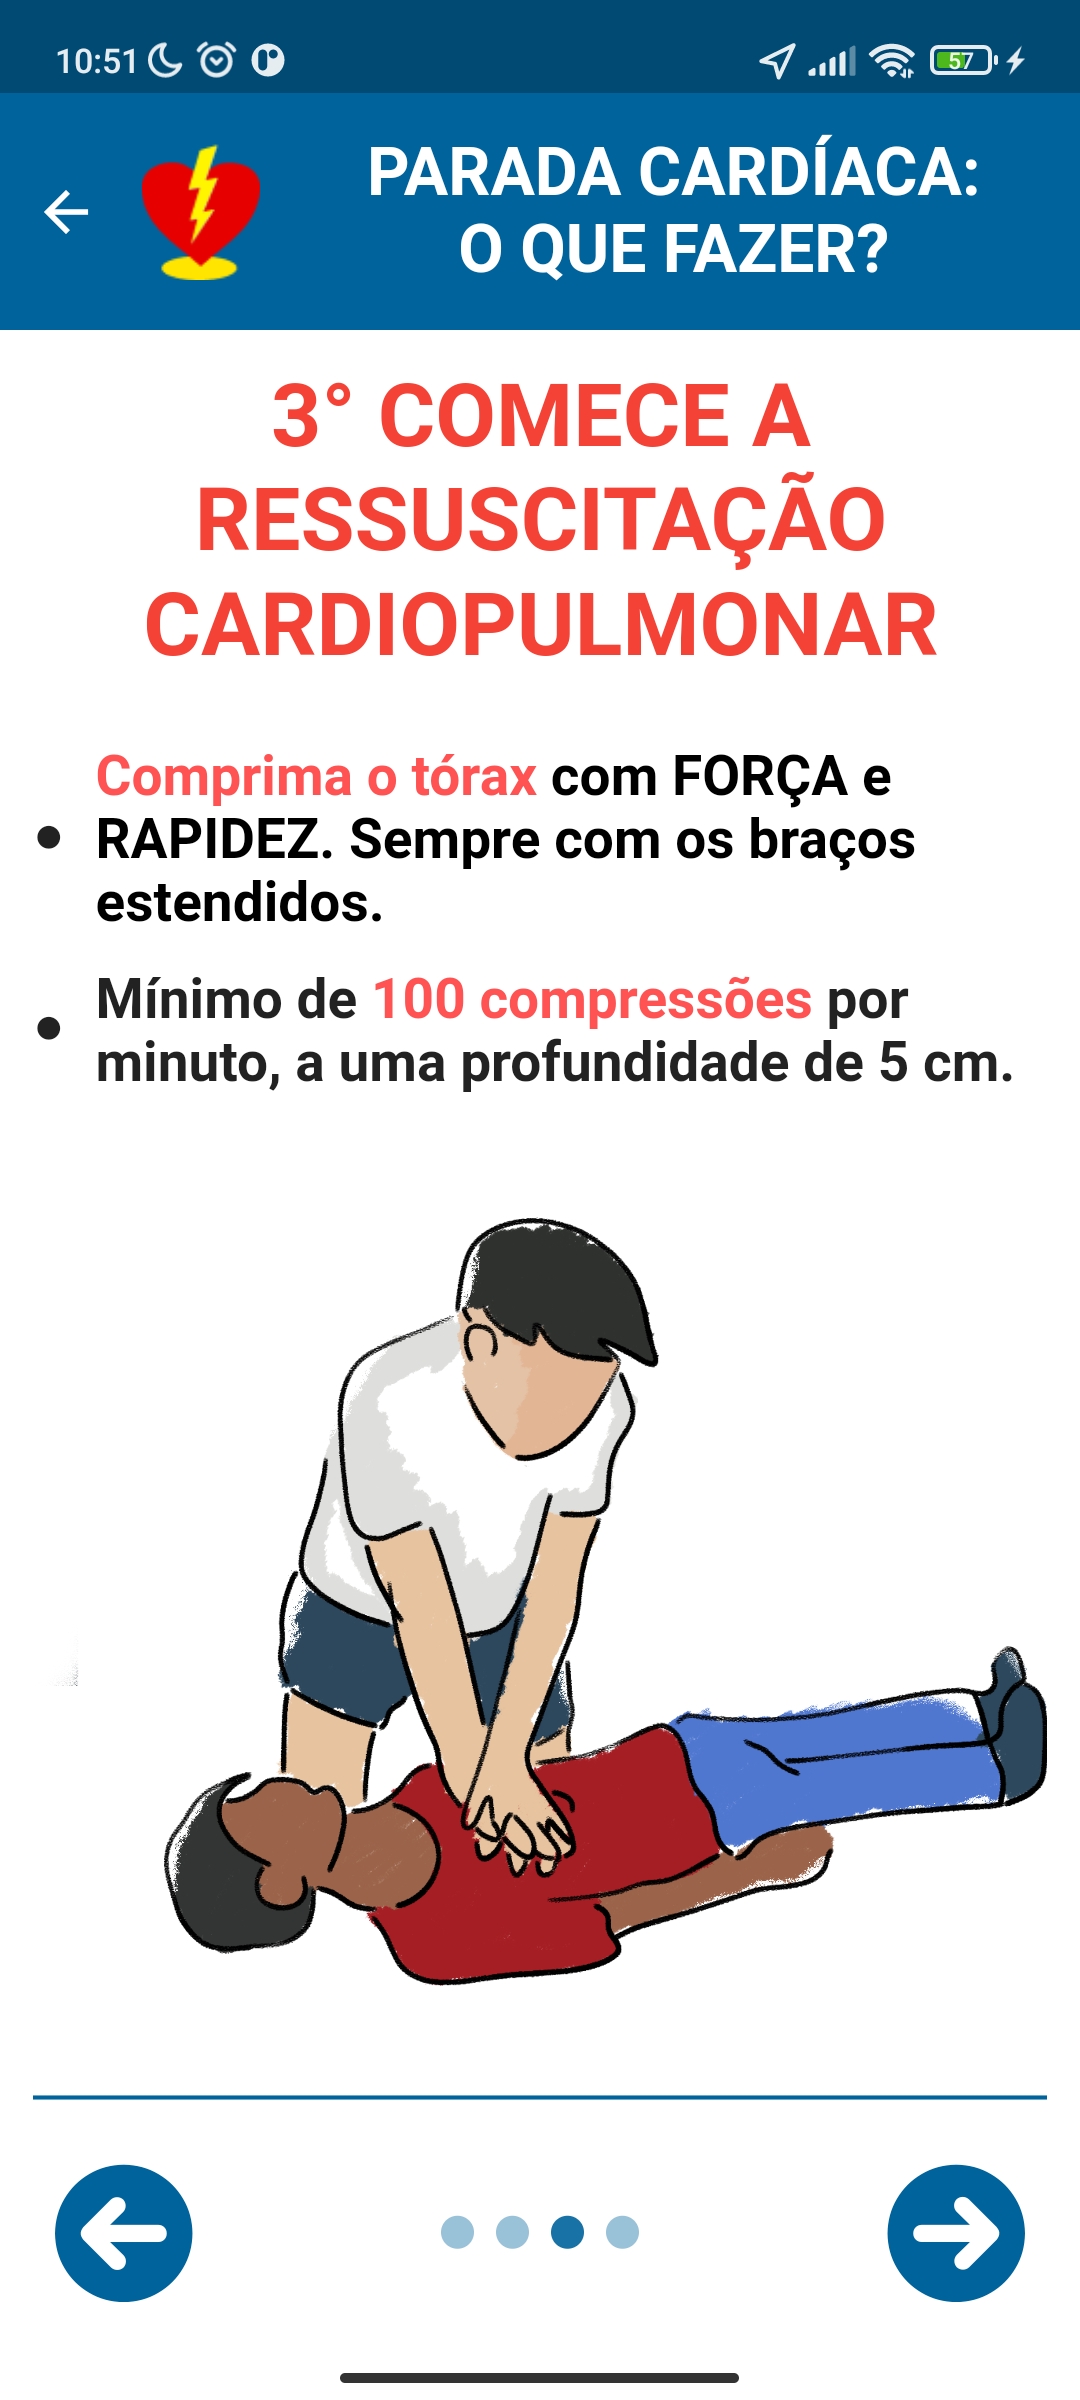 10:51
57
PARADA CARDÍACA:
O QUE FAZER?
3° COMECE A
RESSUSCITAÇÃO
CARDIOPULMONAR
Comprima o tórax com FORÇA e
RAPIDEZ. Sempre com os braços
estendidos.
Mínimo de 100 compressões por
minuto, a uma profundidade de 5 cm.